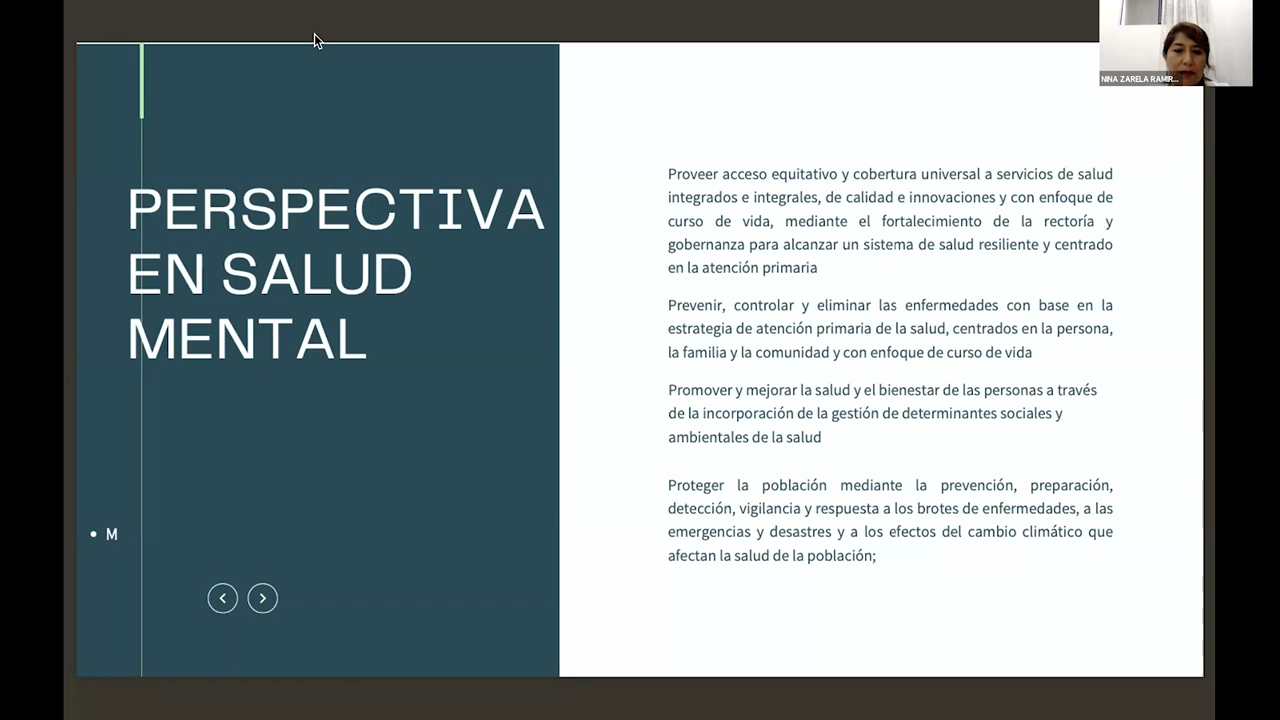 NINA ZARELA RAMIR...
PERSPECTIVA
EN SALUD
MENTAL
• M
Proveer acceso equitativo y cobertura universal a servicios de salud
integrados e integrales, de calidad e innovaciones y con enfoque de
curso de vida, mediante el fortalecimiento de la rectoría y
gobernanza para alcanzar un sistema de salud resiliente y centrado
en la atención primaria
Prevenir, controlar y eliminar las enfermedades con base en la
estrategia de atención primaria de la salud, centrados en la persona,
la familia y la comunidad y con enfoque de curso de vida
Promover y mejorar la salud y el bienestar de las personas a través
de la incorporación de la gestión de determinantes sociales y
ambientales de la salud
Proteger la población mediante la prevención, preparación,
detección, vigilancia y respuesta a los brotes de enfermedades, a las
emergencias y desastres y a los efectos del cambio climático que
afectan la salud de la población;